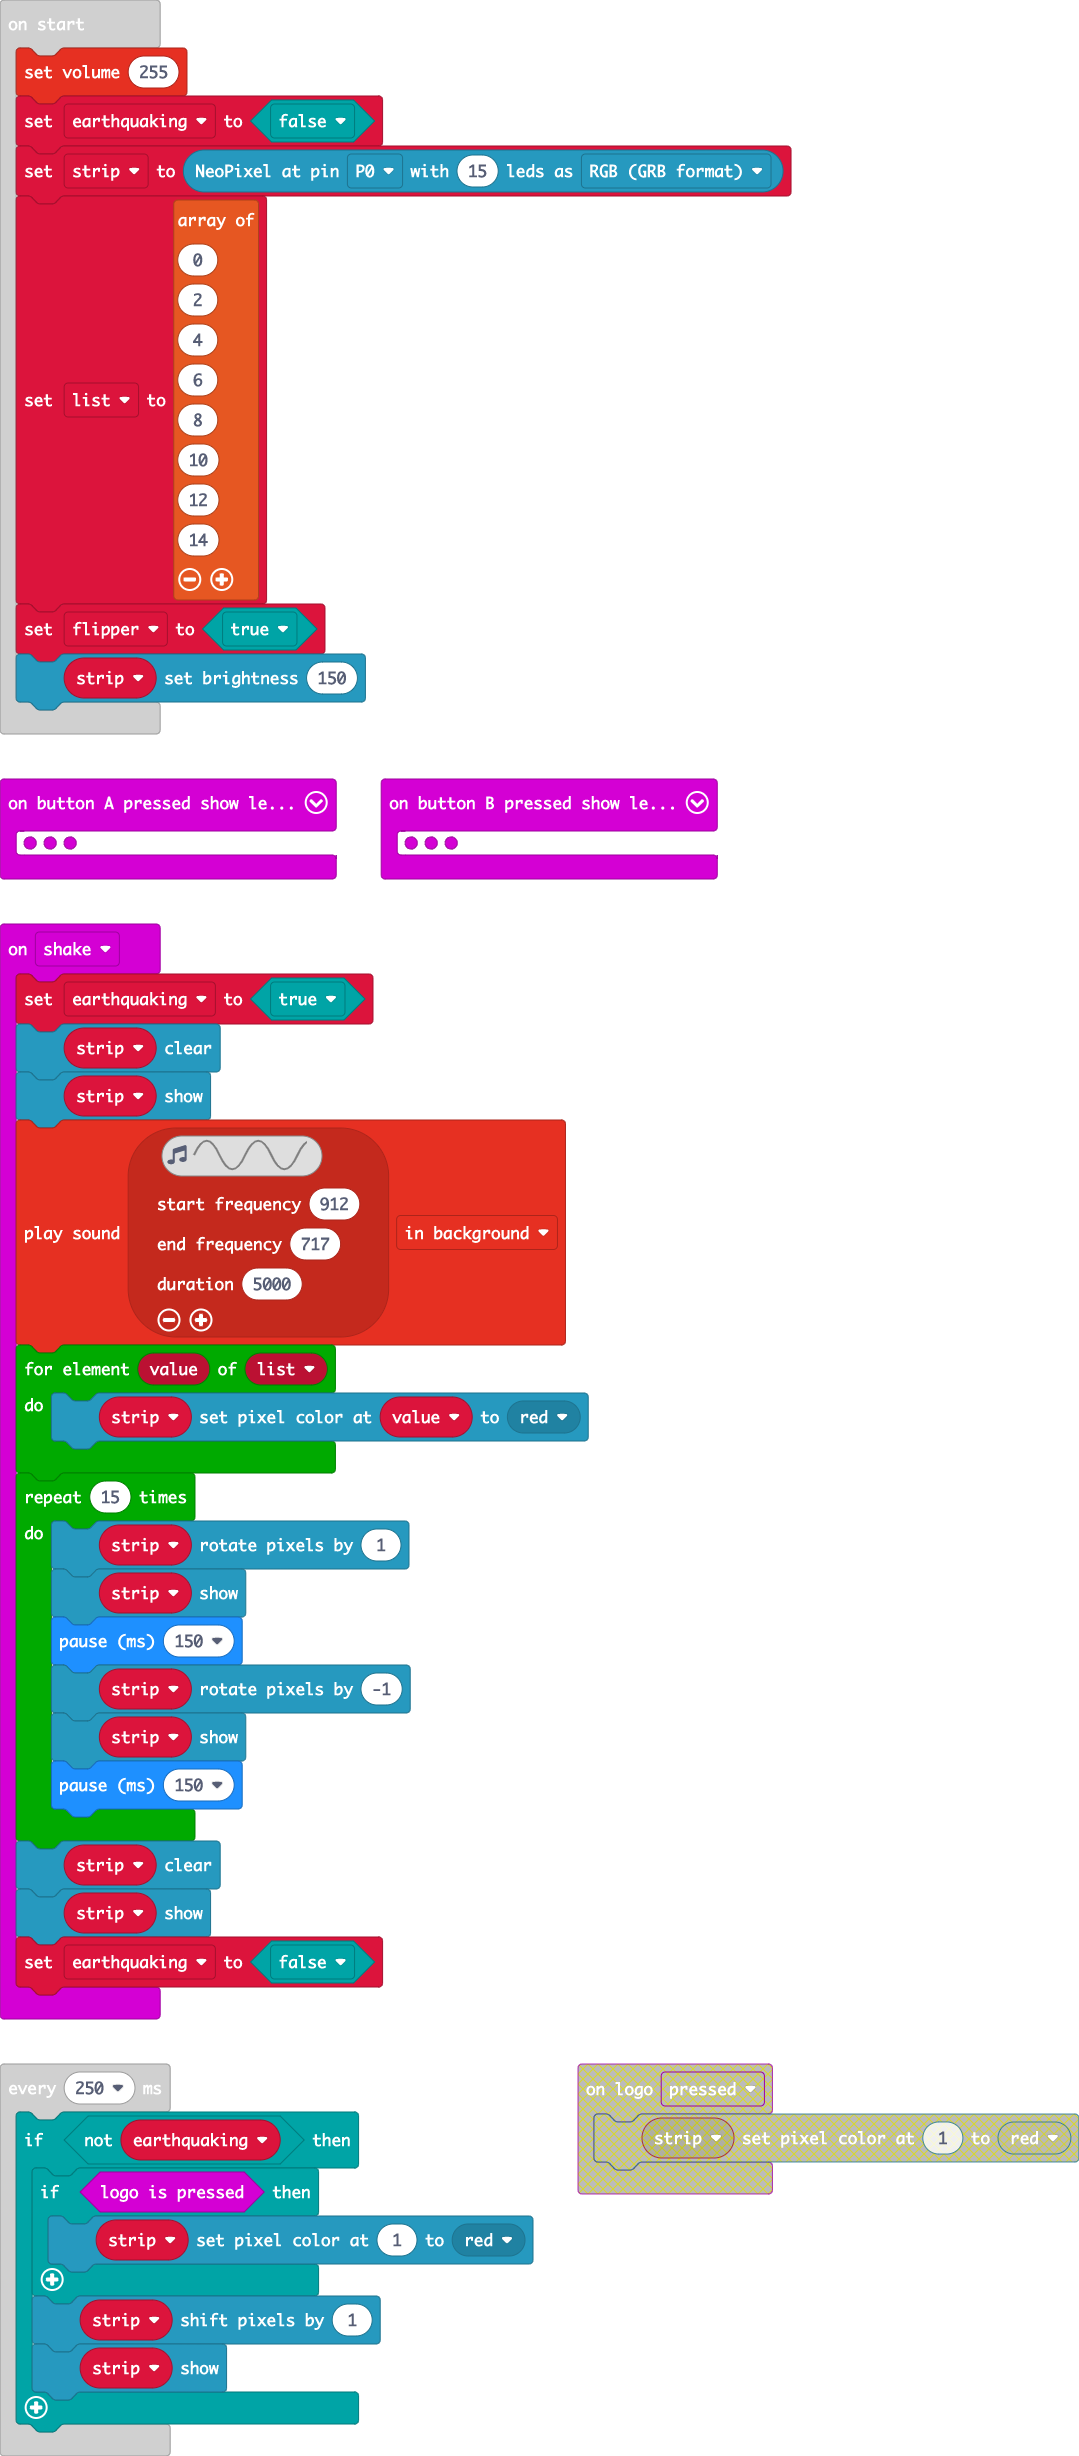 on start
set volume 255
set earthquaking to false
set strip to NeoPixel at pin P0 with 15 leds as RGB (GRB format)
set list to array of
0
2
4
6
8
10
12
14
set flipper to true
strip set brightness 150
on button A pressed show le...
on button B pressed show le...
on shake
set earthquaking to true
strip clear
strip show
play sound
start frequency 912
end frequency 717
duration 5000
in background
for element value of list
do strip set pixel color at value to red
repeat 15 times
do strip rotate pixels by 1
strip show
pause (ms) 150
strip rotate pixels by -1
strip show
pause (ms) 150
strip clear
strip show
set earthquaking to false
every 250 ms
if not earthquaking then
if logo is pressed then
strip set pixel color at 1 to red
strip shift pixels by 1
strip show
on logo pressed
strip set pixel color at 1 to red